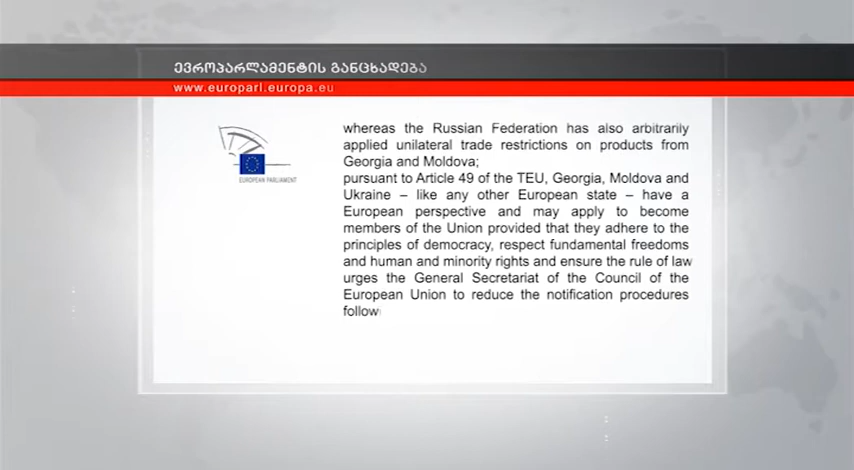 ევროპარლამენტის განცხადება
www.europarl.europa.eu
EUROPEAN PARLIAMENT
whereas the Russian Federation has also arbitrarily
applied unilateral trade restrictions on products from
Georgia and Moldova;
pursuant to Article 49 of the TEU, Georgia, Moldova and
Ukraine – like any other European state – have a
European perspective and may apply to become
members of the Union provided that they adhere to the
principles of democracy, respect fundamental freedoms
and human and minority rights and ensure the rule of law
urges the General Secretariat of the Council of the
European Union to reduce the notification procedures
follow